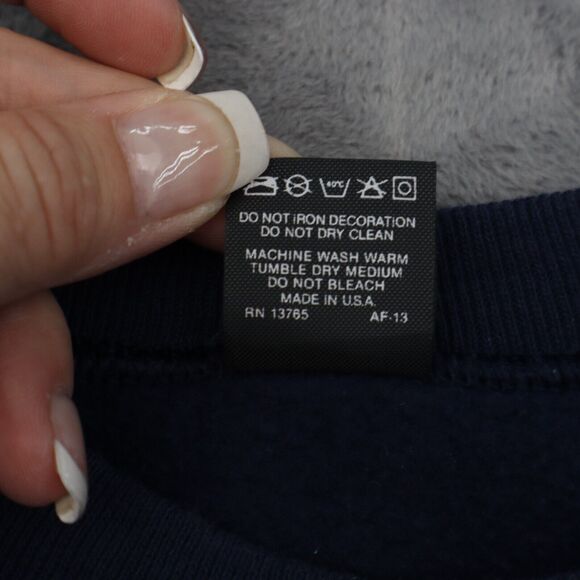 40°C
DO NOT IRON DECORATION
DO NOT DRY CLEAN
MACHINE WASH WARM
TUMBLE DRY MEDIUM
DO NOT BLEACH
MADE IN U.S.A.
RN 13765 AF-13